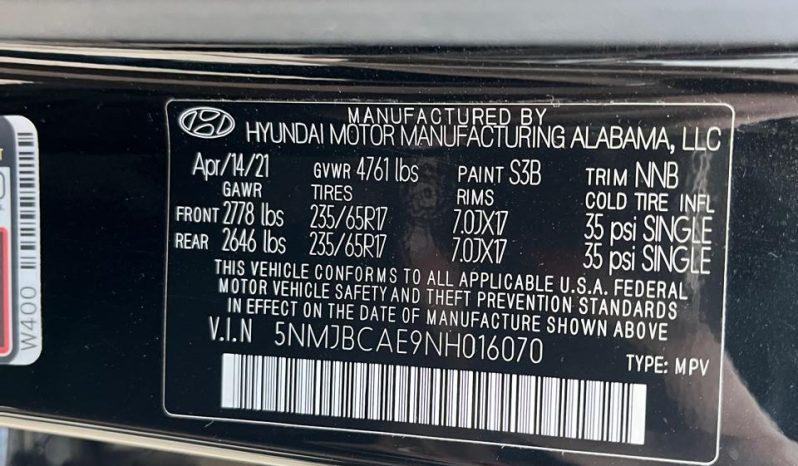 MANUFACTURED BY
HYUNDAI MOTOR MANUFACTURING ALABAMA, LLC
Apr/14/21 GVWR 4761 lbs PAINT S3B TRIM NNB
GAWR TIRES RIMS COLD TIRE INFL
FRONT 2778 lbs 235/65R17 7.0JX17 35 psi SINGLE
REAR 2646 lbs 235/65R17 7.0JX17 35 psi SINGLE
THIS VEHICLE CONFORMS TO ALL APPLICABLE U.S.A. FEDERAL
MOTOR VEHICLE SAFETY AND THEFT PREVENTION STANDARDS
IN EFFECT ON THE DATE OF MANUFACTURE SHOWN ABOVE
V.I.N 5NMJBCAE9NH016070
TYPE: MPV
W400